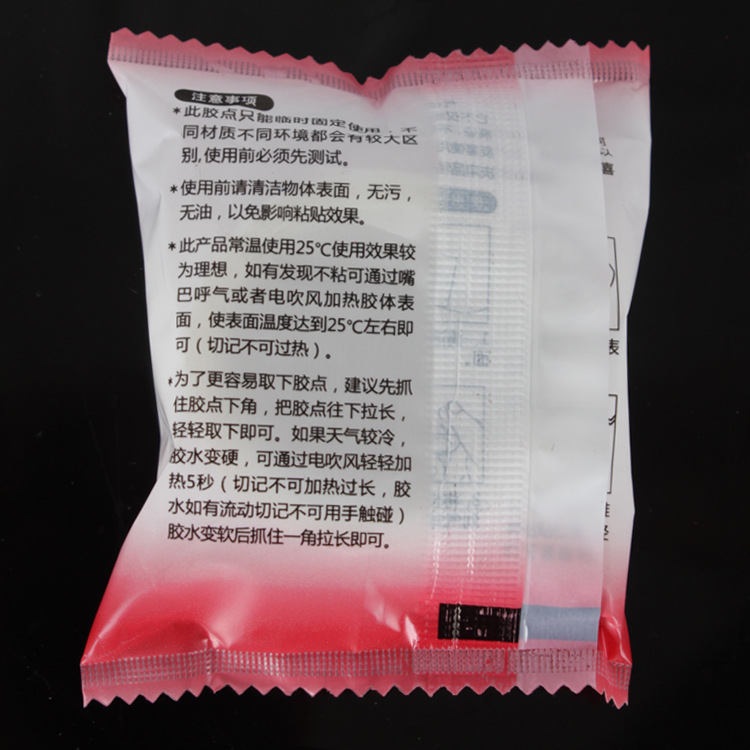 注意事项
*此胶点只能临时固定使用，不
同材质不同环境都会有较大区
别,使用前必须先测试。
*使用前请清洁物体表面，无污，
无油，以免影响粘贴效果。
*此产品常温使用25℃使用效果较
为理想，如有发现不粘可通过嘴
巴呼气或者电吹风加热胶体表
面，使表面温度达到25℃左右即
可（切记不可过热）。
*为了更容易取下胶点，建议先抓
住胶点下角，把胶点往下拉长，
轻轻取下即可。如果天气较冷，
胶水变硬，可通过电吹风轻轻加
热5秒（切记不可加热过长，胶
水如有流动切记不可用手触碰）
胶水变软后抓住一角拉长即可。
以
喜
表
准
轻